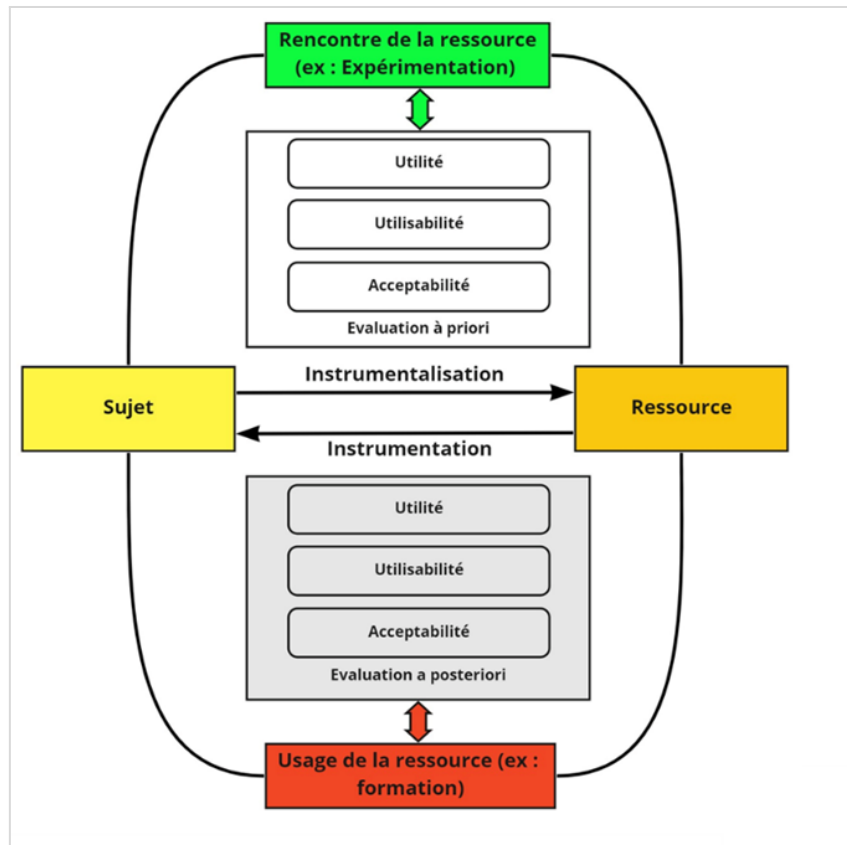 Rencontre de la ressource
(ex : Expérimentation)
Utilité
Utilisabilité
Acceptabilité
Evaluation à priori
Instrumentalisation
Sujet
Ressource
Instrumentation
Utilité
Utilisabilité
Acceptabilité
Evaluation a posteriori
Usage de la ressource (ex :
formation)